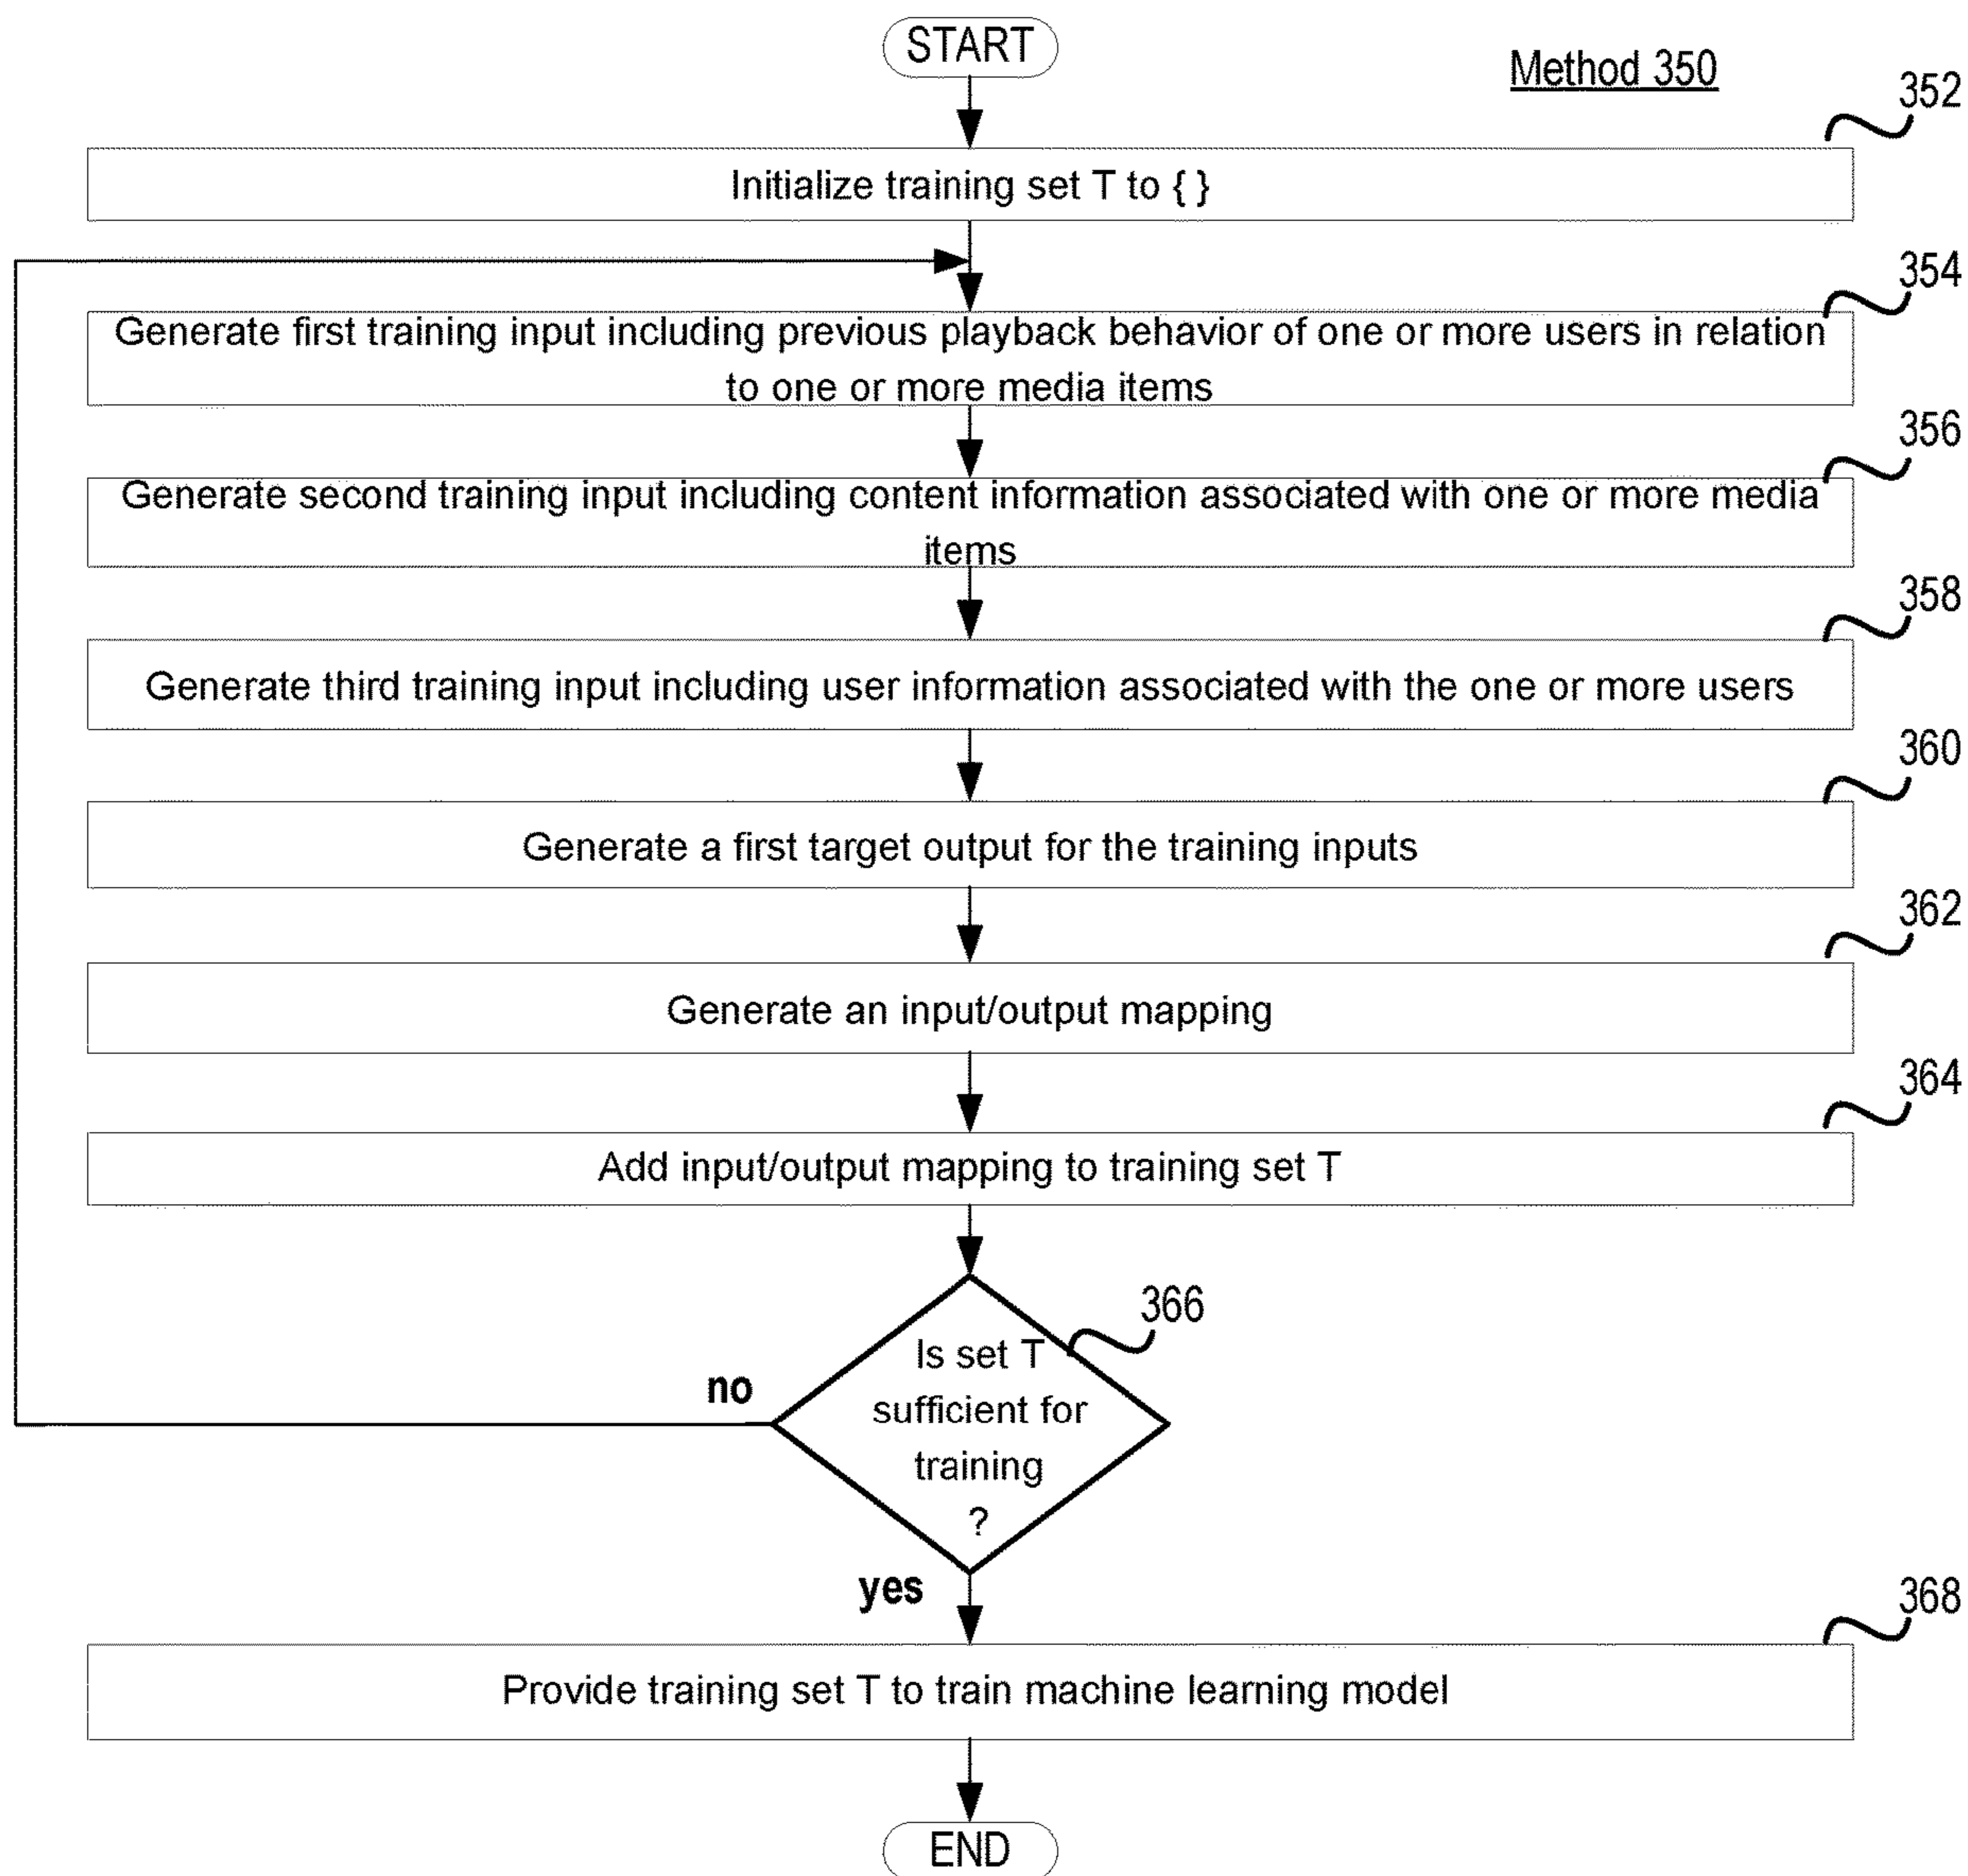 START
Method 350
352
Initialize training set T to { }
354
Generate first training input including previous playback behavior of one or more users in relation
to one or more media items
356
Generate second training input including content information associated with one or more media
items
358
Generate third training input including user information associated with the one or more users
360
Generate a first target output for the training inputs
362
Generate an input/output mapping
364
Add input/output mapping to training set T
366
Is set T
sufficient for
training
?
no
yes
368
Provide training set T to train machine learning model
END